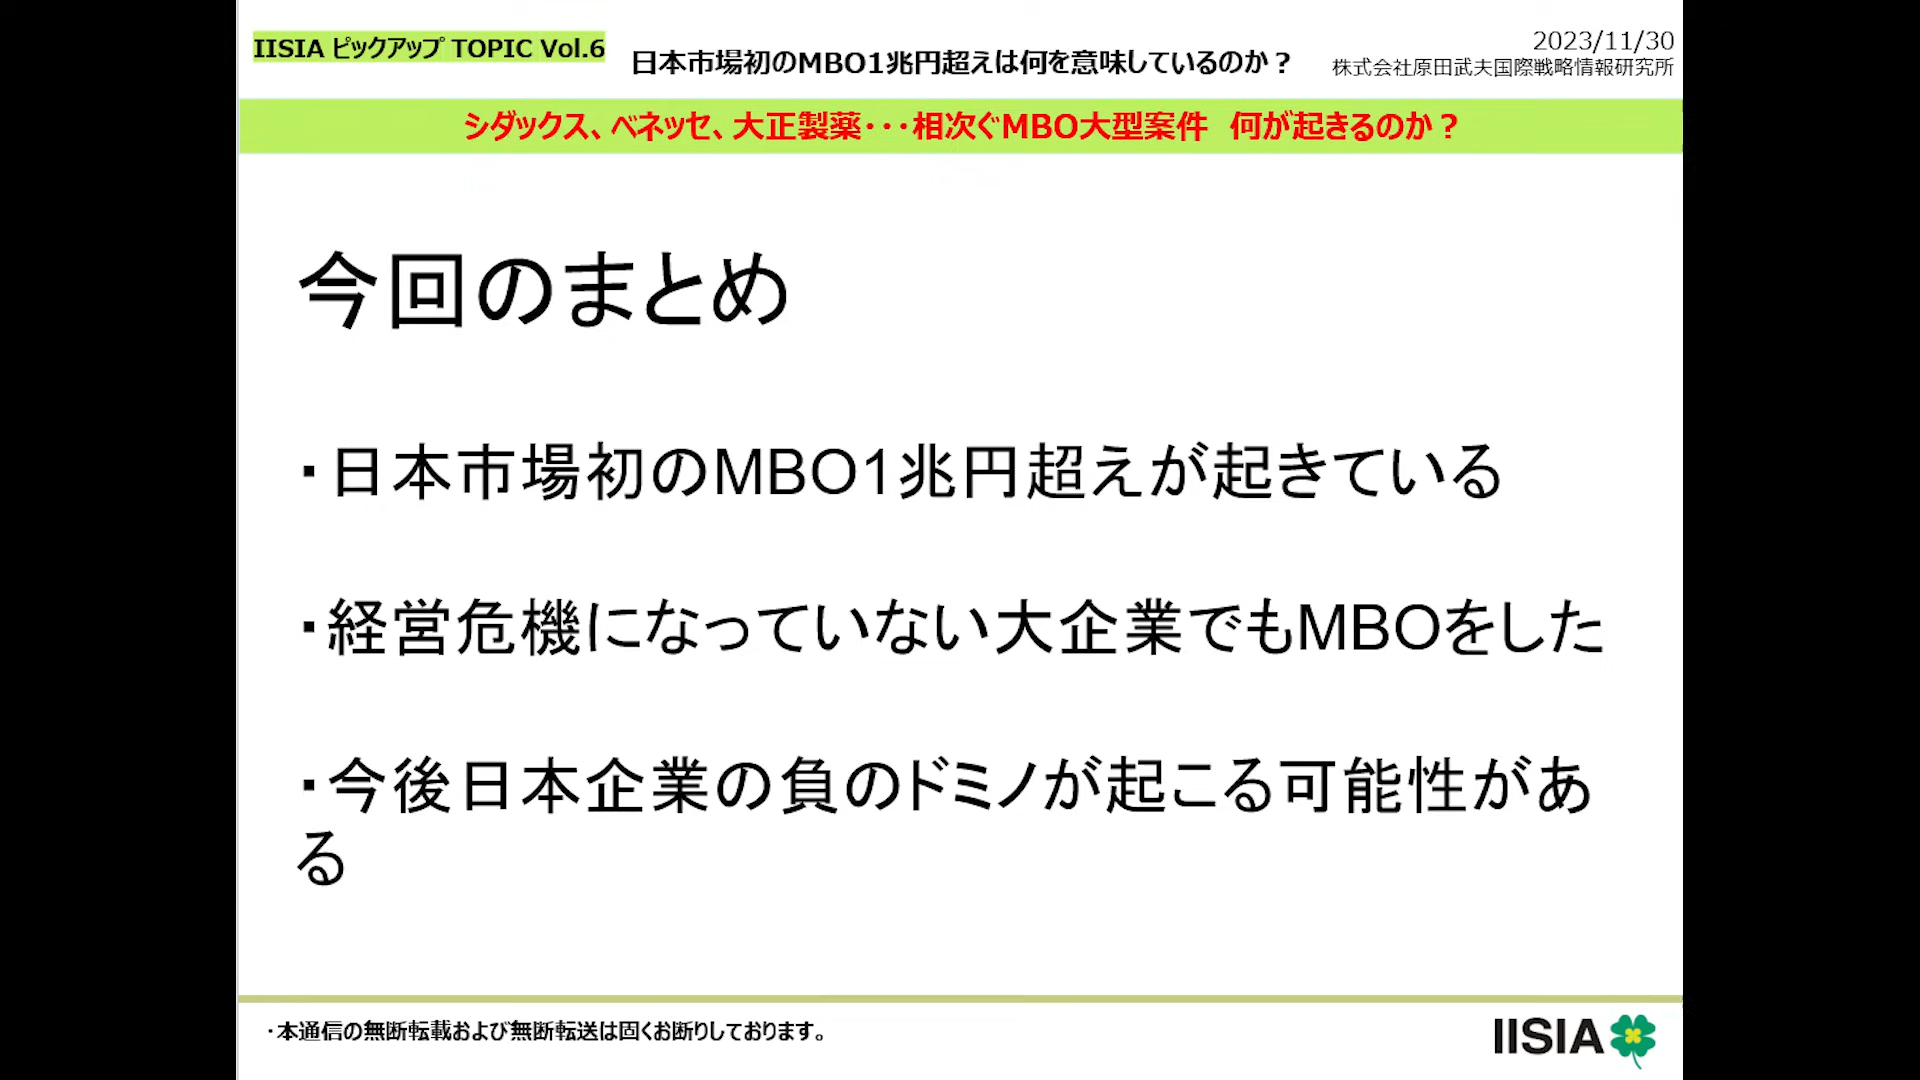 IISIA ピックアップ TOPIC Vol.6
日本市場初のMBO1兆円超えは何を意味しているのか？
2023/11/30
株式会社原田武夫国際戦略情報研究所
シダックス、ベネッセ、大正製薬・・・相次ぐMBO大型案件　何が起きるのか？
今回のまとめ
・日本市場初のMBO1兆円超えが起きている
・経営危機になっていない大企業でもMBOをした
・今後日本企業の負のドミノが起こる可能性があ
る
・本通信の無断転載および無断転送は固くお断りしております。
IISIA